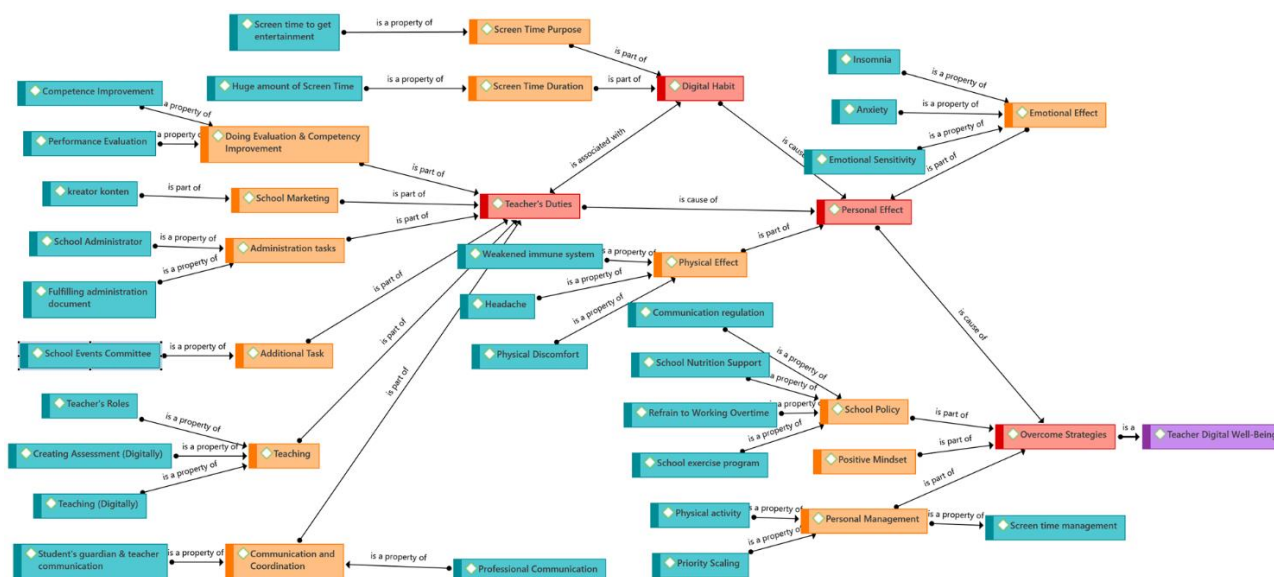 Screen time to get
entertainment
is a property of
Screen Time Purpose
is part of
Huge amount of Screen Time
is a property of
Screen Time Duration
is part of
Digital Habit
Insomnia
is a property of
Anxiety
is a property of
Emotional Effect
Emotional Sensitivity
is a property of
is part of
Competence Improvement
a property of
Performance Evaluation
a property of
Doing Evaluation & Competency
Improvement
is part of
is associated with
is cause
kreator konten
is part of
School Marketing
is part of
Teacher's Duties
is cause of
Personal Effect
School Administrator
is a property of
Administration tasks
is part of
is a property of
Fulfilling administration
document
Weakened immune system
is a property of
Physical Effect
is part of
Headache
is a property of
Physical Discomfort
is a property of
is cause of
School Events Committee
is a property of
Additional Task
is part of
is part of
is part of
Communication regulation
is a property of
School Nutrition Support
is a property of
Refrain to Working Overtime
is a property of
School Policy
is part of
School exercise program
is a property of
Overcome Strategies
is a
Teacher Digital Well-Being
Positive Mindset
is part of
Teacher's Roles
is a property of
Creating Assessment (Digitally)
is a property of
Teaching
Teaching (Digitally)
is a property of
Physical activity
is a property of
Personal Management
is part of
is a property of
Screen time management
Priority Scaling
is a property of
Student's guardian & teacher
communication
is a property of
Communication and
Coordination
is a property of
Professional Communication